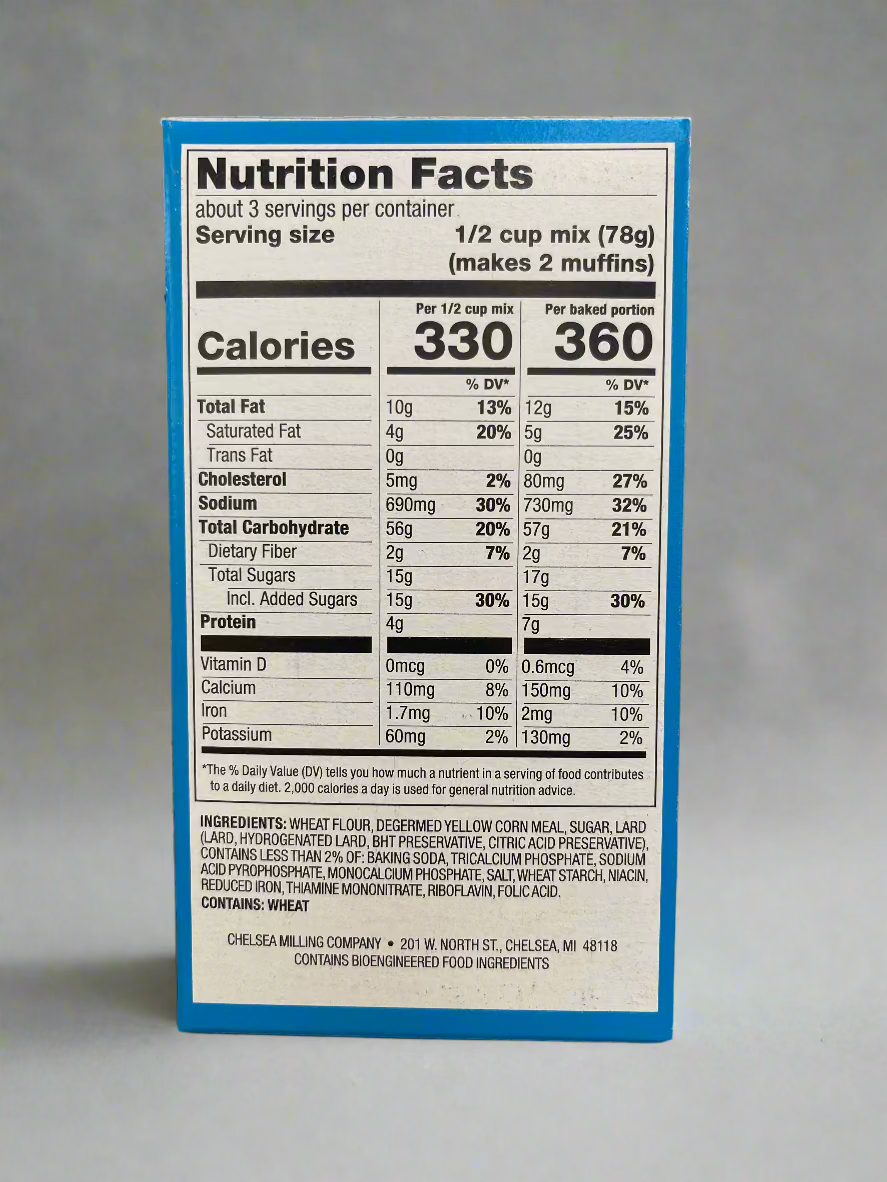 Nutrition Facts
about 3 servings per container
Serving size 1/2 cup mix (78g)
(makes 2 muffins)
Per 1/2 cup mix Per baked portion
Calories 330 360
% DV* % DV*
Total Fat 10g 13% 12g 15%
Saturated Fat 4g 20% 5g 25%
Trans Fat 0g 0g
Cholesterol 5mg 2% 80mg 27%
Sodium 690mg 30% 730mg 32%
Total Carbohydrate 56g 20% 57g 21%
Dietary Fiber 2g 7% 2g 7%
Total Sugars 15g 17g
Incl. Added Sugars 15g 30% 15g 30%
Protein 4g 7g
Vitamin D 0mcg 0% 0.6mcg 4%
Calcium 110mg 8% 150mg 10%
Iron 1.7mg 10% 2mg 10%
Potassium 60mg 2% 130mg 2%
*The % Daily Value (DV) tells you how much a nutrient in a serving of food contributes
to a daily diet. 2,000 calories a day is used for general nutrition advice.
INGREDIENTS: WHEAT FLOUR, DEGERMED YELLOW CORN MEAL, SUGAR, LARD
(LARD, HYDROGENATED LARD, BHT PRESERVATIVE, CITRIC ACID PRESERVATIVE),
CONTAINS LESS THAN 2% OF: BAKING SODA, TRICALCIUM PHOSPHATE, SODIUM
ACID PYROPHOSPHATE, MONOCALCIUM PHOSPHATE, SALT, WHEAT STARCH, NIACIN,
REDUCED IRON, THIAMINE MONONITRATE, RIBOFLAVIN, FOLIC ACID.
CONTAINS: WHEAT
CHELSEA MILLING COMPANY • 201 W. NORTH ST., CHELSEA, MI 48118
CONTAINS BIOENGINEERED FOOD INGREDIENTS